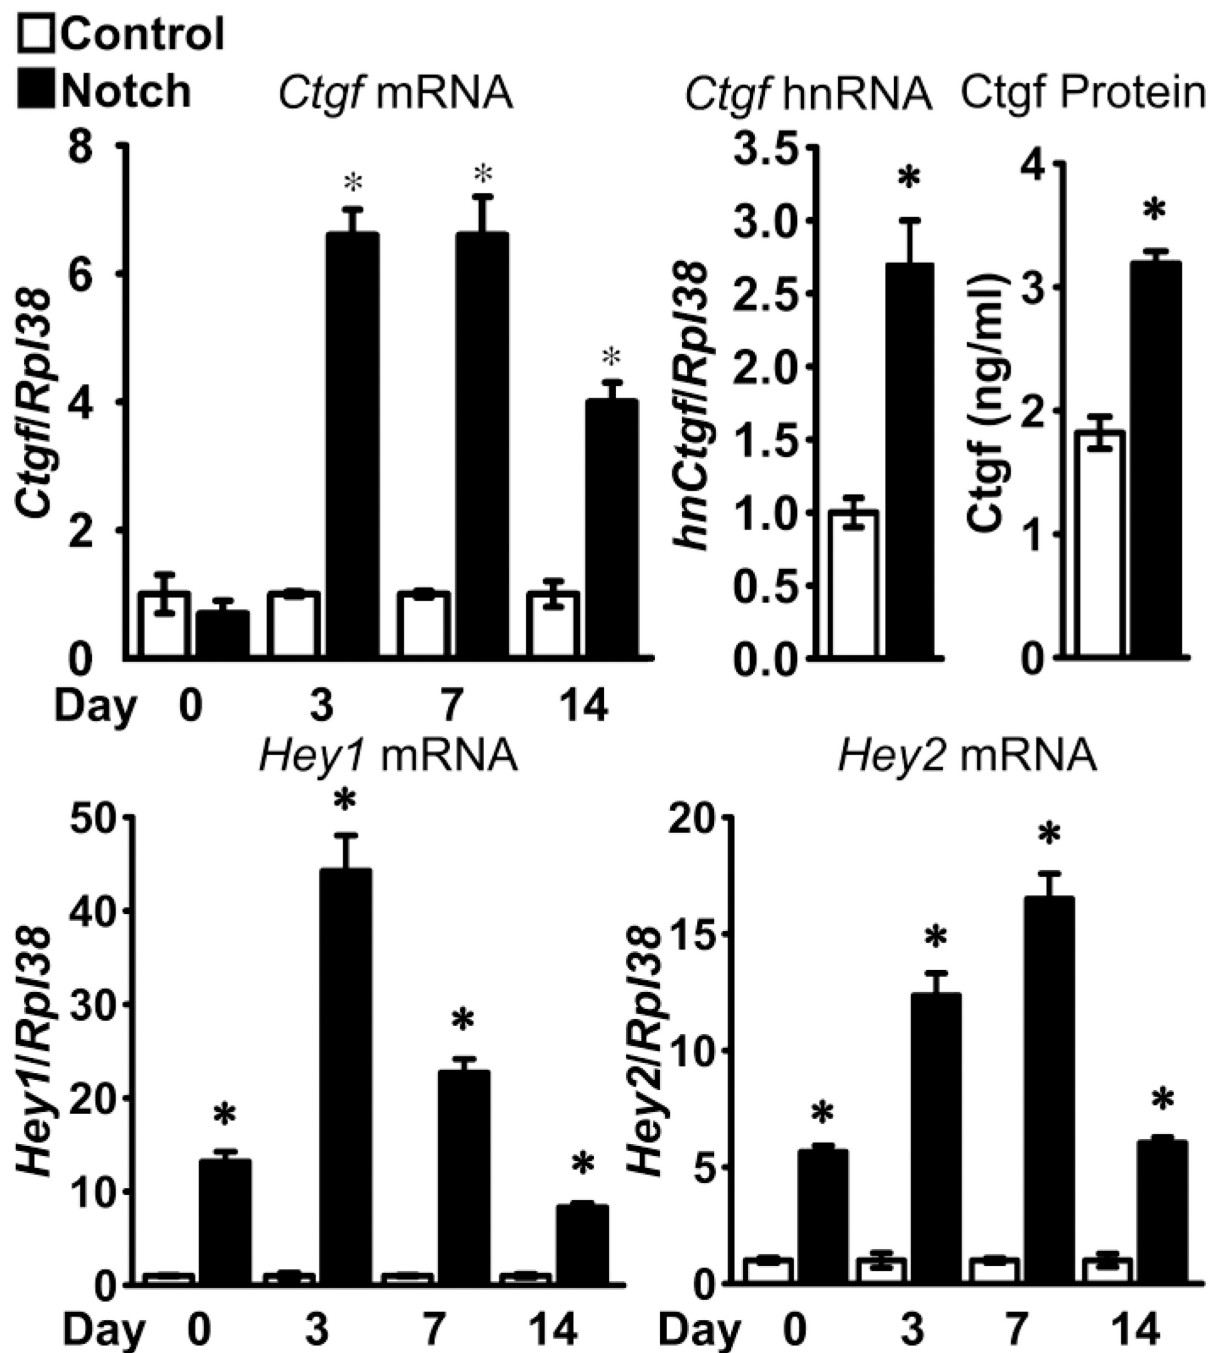 Control
Notch
Ctgf mRNA
Ctgf/Rpl38
8
6
4
2
0
* * *
Day 0 3 7 14
Ctgf hnRNA
hnCtgf/Rpl38
3.5
3.0
2.5
2.0
1.5
1.0
0.5
0.0
*
Ctgf Protein
Ctgf (ng/ml)
4
3
2
1
0
*
Hey1 mRNA
Hey1/Rpl38
50
40
30
20
10
0
* * * *
Day 0 3 7 14
Hey2 mRNA
Hey2/Rpl38
20
15
10
5
0
* * * *
Day 0 3 7 14